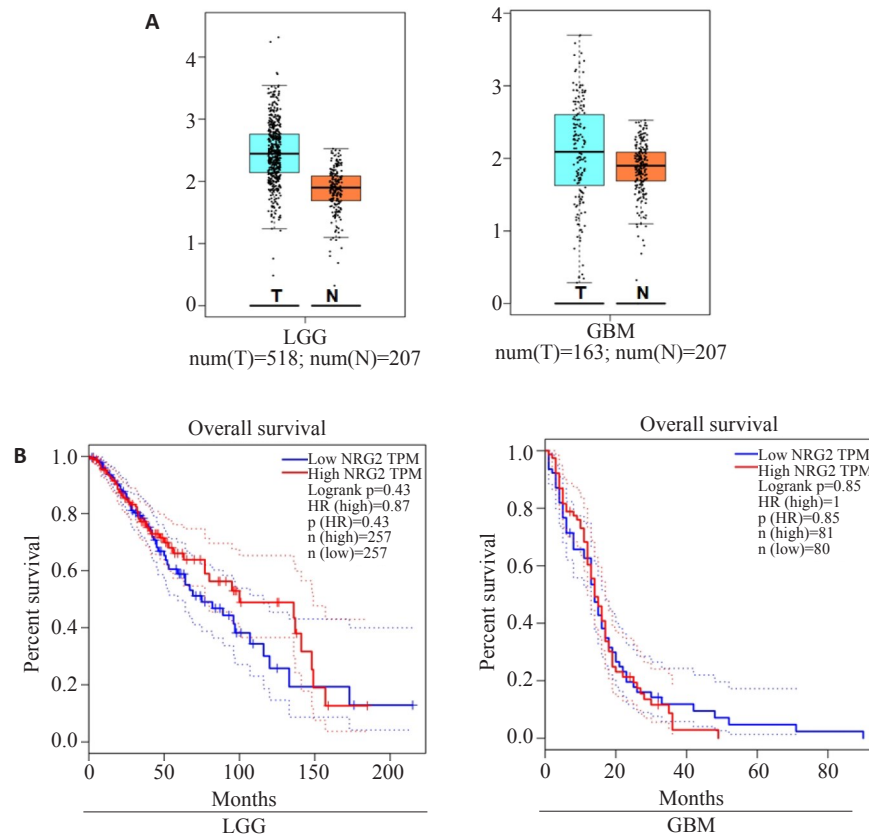 A
4
3
2
1
0
T
N
LGG
num(T)=518; num(N)=207
4
3
2
1
0
T
N
GBM
num(T)=163; num(N)=207
B
Overall survival
Low NRG2 TPM
High NRG2 TPM
Logrank p=0.43
HR (high)=0.87
p (HR)=0.43
n (high)=257
n (low)=257
Percent survival
1.0
0.8
0.6
0.4
0.2
0.0
0 50 100 150 200
Months
LGG
Overall survival
Low NRG2 TPM
High NRG2 TPM
Logrank p=0.85
HR (high)=1
p (HR)=0.85
n (high)=81
n (low)=80
Percent survival
1.0
0.8
0.6
0.4
0.2
0.0
0 20 40 60 80
Months
GBM